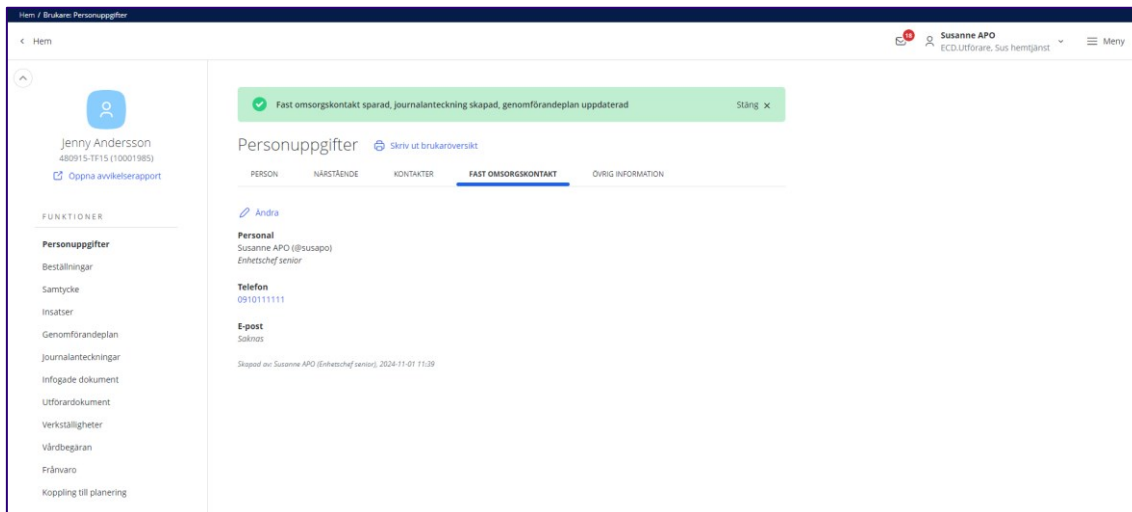 Hem / Brukare: Personuppgifter
Hem
18
Susanne APO
ECD.Utförare, Sus hemtjänst
Meny
Jenny Andersson
480915-TF15 (10001985)
Öppna avvikelserapport
FUNKTIONER
Personuppgifter
Beställningar
Samtycke
Insatser
Genomförandeplan
Journalanteckningar
Infogade dokument
Utförardokument
Verkställigheter
Vårdbegäran
Frånvaro
Koppling till planering
Fast omsorgskontakt sparad, journalanteckning skapad, genomförandeplan uppdaterad
Stäng x
Personuppgifter
Skriv ut brukaröversikt
PERSON NÄRSTÅENDE KONTAKTER FAST OMSORGSKONTAKT ÖVRIG INFORMATION
Ändra
Personal
Susanne APO (@susapo)
Enhetschef senior
Telefon
0910111111
E-post
Saknas
Skapad av: Susanne APO (Enhetschef senior), 2024-11-01 11:39